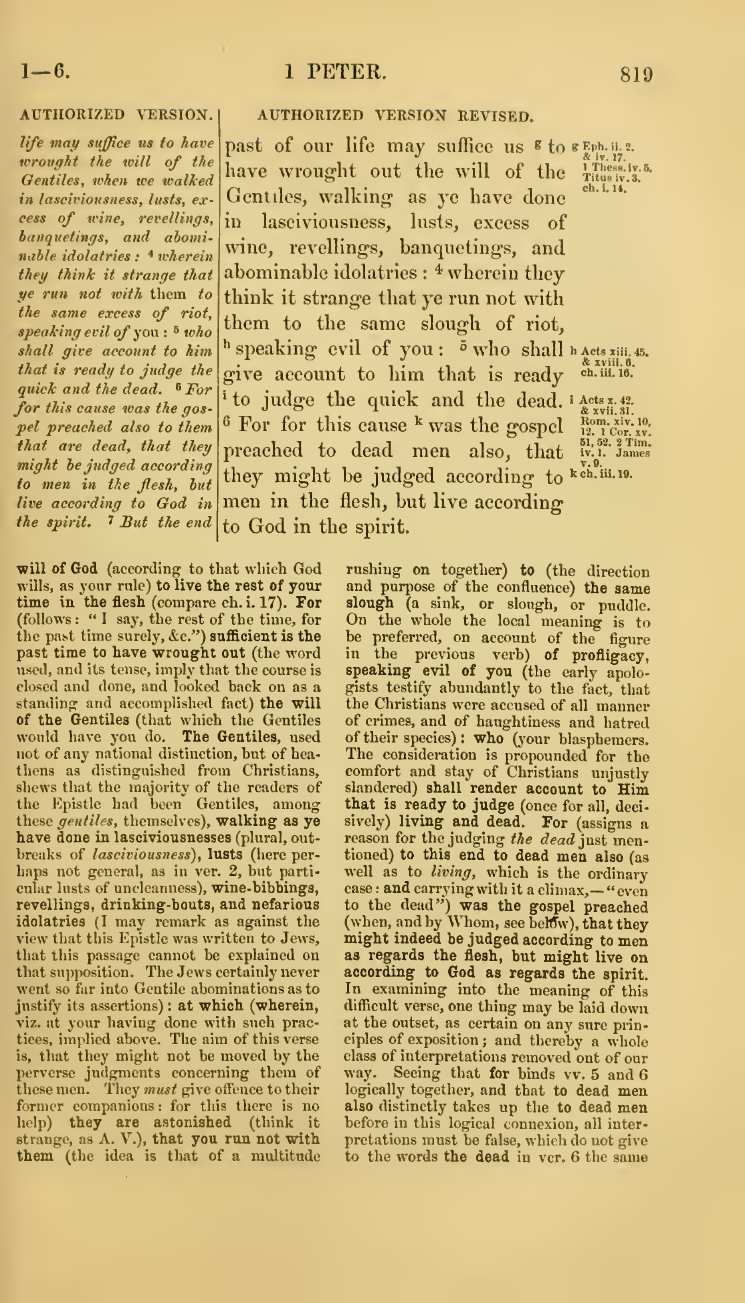 1—6.
1 PETER.
819
AUTHORIZED VERSION.
life may suffice us to have
wrought the will of the
Gentiles, when we walked
in lasciviousness, lusts, ex-
cess of wine, revellings,
banquetings, and abomi-
nable idolatries : 4 wherein
they think it strange that
ye run not with them to
the same excess of riot,
speaking evil of you : 5 who
shall give account to him
that is ready to judge the
quick and the dead. 6 For
for this cause was the gos-
pel preached also to them
that are dead, that they
might be judged according
to men in the flesh, but
live according to God in
the spirit. 7 But the end
AUTHORIZED VERSION REVISED.
past of our life may suffice us g to
have wrought out the will of the
Gentiles, walking as ye have done
in lasciviousness, lusts, excess of
wine, revellings, banquetings, and
abominable idolatries : 4 wherein they
think it strange that ye run not with
them to the same slough of riot,
h speaking evil of you : 5 who shall
give account to him that is ready
i to judge the quick and the dead.
6 For for this cause k was the gospel
preached to dead men also, that
they might be judged according to
men in the flesh, but live according
to God in the spirit.
g Eph. ii. 2.
& iv. 17.
1 Thess. iv. 5.
Titus iv. 3.
ch. i. 14.
h Acts xiii. 45.
& xviii. 6.
ch. iii. 16.
i Acts x. 42.
& xvii. 31.
Rom. xiv. 10,
12. 1 Cor. xv.
51, 52. 2 Tim.
iv. 1. James
v. 9.
k ch. iii. 19.
will of God (according to that which God
wills, as your rule) to live the rest of your
time in the flesh (compare ch. i. 17). For
(follows : “ I say, the rest of the time, for
the past time surely, &c.”) sufficient is the
past time to have wrought out (the word
used, and its tense, imply that the course is
closed and done, and looked back on as a
standing and accomplished fact) the will
of the Gentiles (that which the Gentiles
would have you do. The Gentiles, used
not of any national distinction, but of hea-
thens as distinguished from Christians,
shews that the majority of the readers of
the Epistle had been Gentiles, among
these gentiles, themselves), walking as ye
have done in lasciviousnesses (plural, out-
breaks of lasciviousness), lusts (here per-
haps not general, as in ver. 2, but parti-
cular lusts of uncleanness), wine-bibbings,
revellings, drinking-bouts, and nefarious
idolatries (I may remark as against the
view that this Epistle was written to Jews,
that this passage cannot be explained on
that supposition. The Jews certainly never
went so far into Gentile abominations as to
justify its assertions) : at which (wherein,
viz. at your having done with such prac-
tices, implied above. The aim of this verse
is, that they might not be moved by the
perverse judgments concerning them of
these men. They must give offence to their
former companions : for this there is no
help) they are astonished (think it
strange, as A. V.), that you run not with
them (the idea is that of a multitude
rushing on together) to (the direction
and purpose of the confluence) the same
slough (a sink, or slough, or puddle.
On the whole the local meaning is to
be preferred, on account of the figure
in the previous verb) of profligacy,
speaking evil of you (the early apolo-
gists testify abundantly to the fact, that
the Christians were accused of all manner
of crimes, and of haughtiness and hatred
of their species) : who (your blasphemers.
The consideration is propounded for the
comfort and stay of Christians unjustly
slandered) shall render account to Him
that is ready to judge (once for all, deci-
sively) living and dead. For (assigns a
reason for the judging the dead just men-
tioned) to this end to dead men also (as
well as to living, which is the ordinary
case : and carrying with it a climax,— “ even
to the dead”) was the gospel preached
(when, and by Whom, see below), that they
might indeed be judged according to men
as regards the flesh, but might live on
according to God as regards the spirit.
In examining into the meaning of this
difficult verse, one thing may be laid down
at the outset, as certain on any sure prin-
ciples of exposition ; and thereby a whole
class of interpretations removed out of our
way. Seeing that for binds vv. 5 and 6
logically together, and that to dead men
also distinctly takes up the to dead men
before in this logical connexion, all inter-
pretations must be false, which do not give
to the words the dead in ver. 6 the same